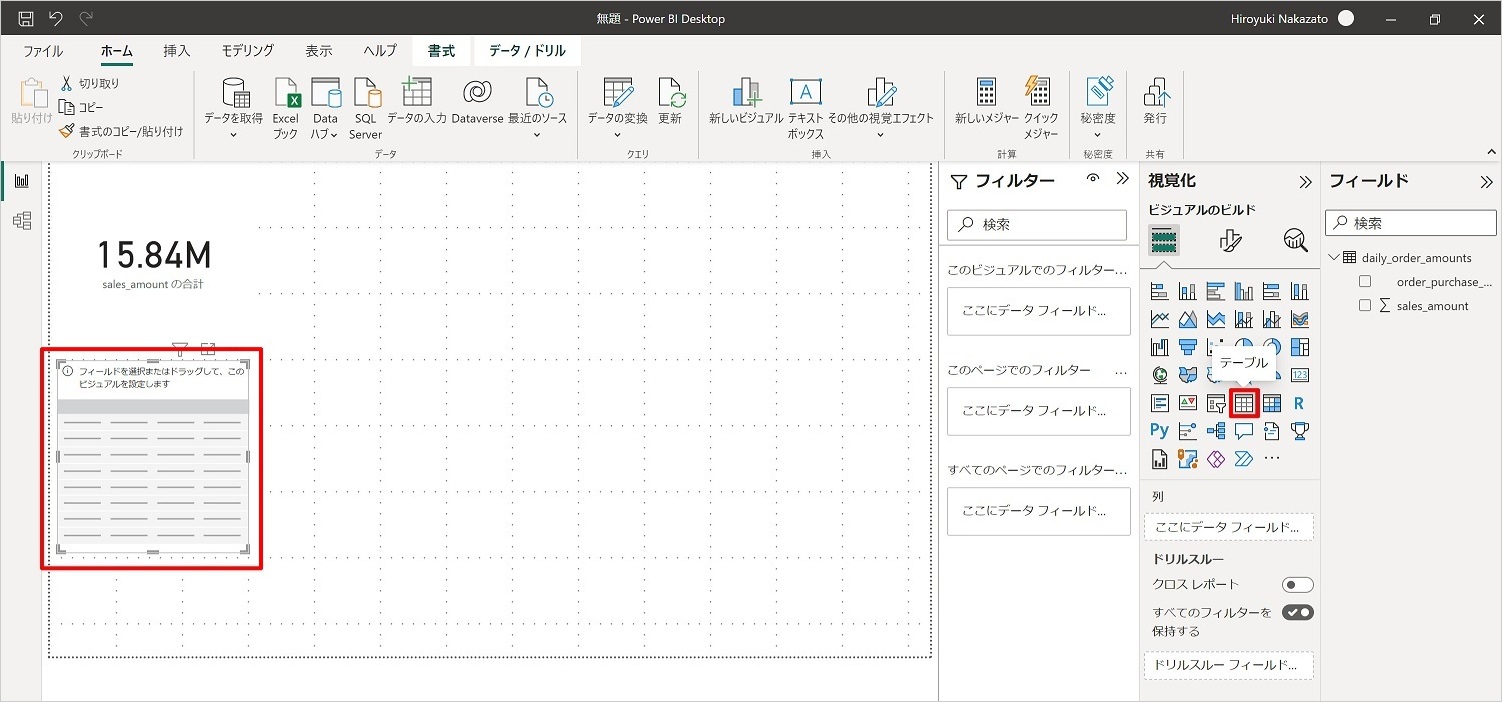 無題 - Power BI Desktop
Hiroyuki Nakazato
ファイル
ホーム
挿入
モデリング
表示
ヘルプ
書式
データ / ドリル
貼り付け
切り取り
コピー
書式のコピー/貼り付け
クリップボード
データを取得
Excel
ブック
Data
ハブ
SQL
Server
データの入力
Dataverse
最近のソース
データ
データの変換
更新
クエリ
新しいビジュアル
テキスト
ボックス
その他の視覚エフェクト
挿入
新しいメジャー
クイック
メジャー
計算
秘密度
秘密度
発行
共有
15.84M
sales_amount の合計
フィールドを選択またはドラッグして、この
ビジュアルを設定します
フィルター
検索
このビジュアルでのフィルター...
ここにデータ フィールド...
このページでのフィルター
...
ここにデータ フィールド...
すべてのページでのフィルター...
ここにデータ フィールド...
視覚化
ビジュアルのビルド
テーブル
123
R
Py
...
列
ここにデータ フィールド...
ドリルスルー
クロス レポート
すべてのフィルターを
保持する
ドリルスルー フィールド...
フィールド
検索
daily_order_amounts
order_purchase_...
Σ sales_amount